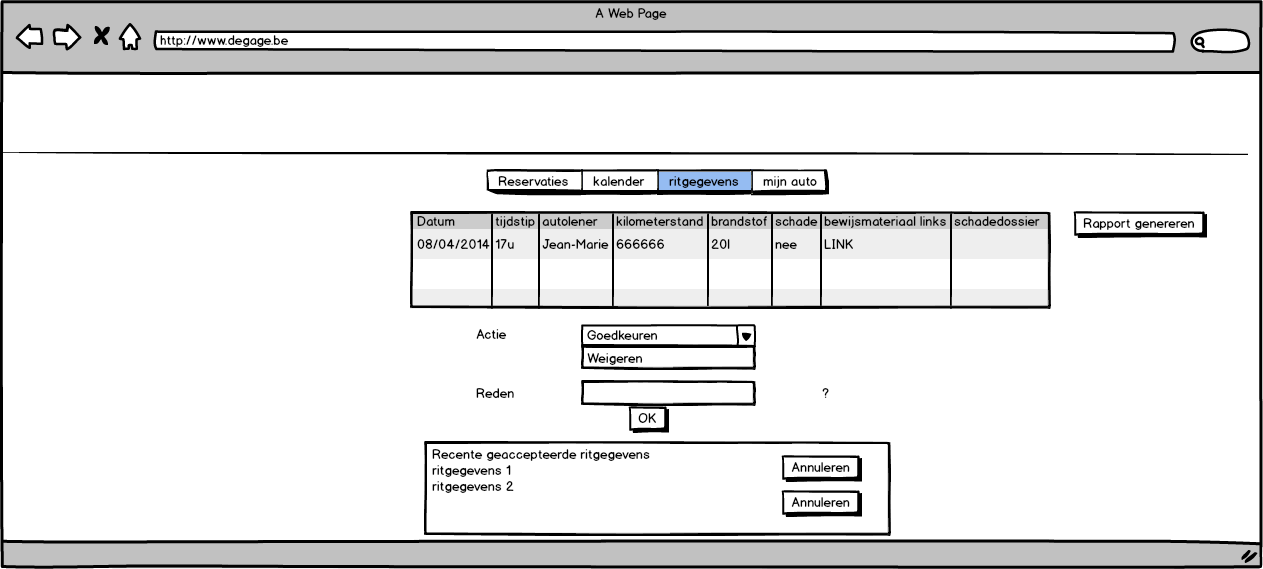 A Web Page
http://www.degage.be
Reservaties kalender ritgegevens mijn auto
Datum tijdstip autolener kilometerstand brandstof schade bewijsmateriaal links schadedossier
Rapport genereren
08/04/2014 17u Jean-Marie 666666 20l nee LINK
Actie Goedkeuren
Weigeren
Reden ?
OK
Recente geaccepteerde ritgegevens
ritgegevens 1 Annuleren
ritgegevens 2
Annuleren